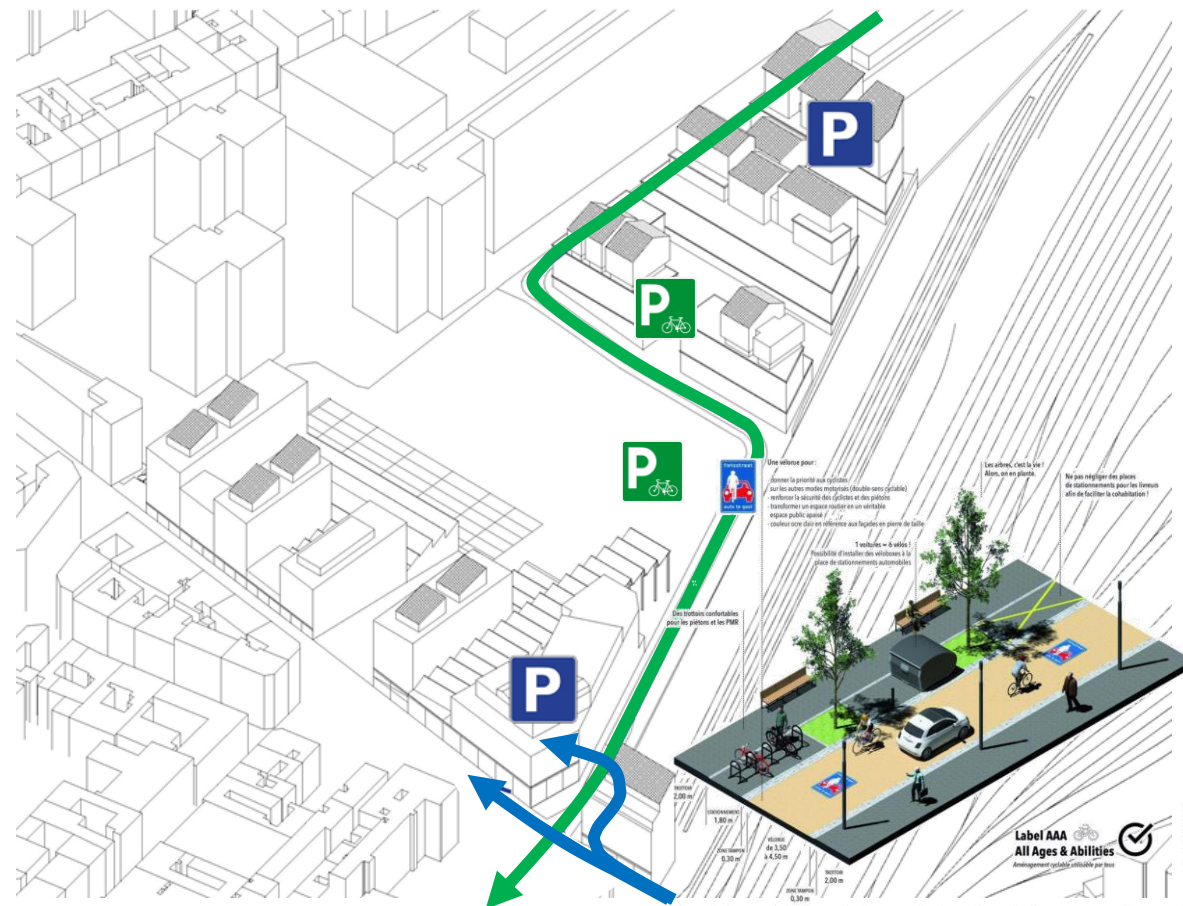 P
P
P
fietsstraat
auto te gast
Une vélorue pour :
- donner la priorité aux cyclistes
sur les autres modes motorisés (double-sens cyclable)
- renforcer la sécurité des cyclistes et des piétons
- transformer un espace routier en un véritable
espace public apaisé
- couleur ocre clair en référence aux façades en pierre de taille
Les arbres, c'est la vie !
Alors, on en plante.
Ne pas négliger des places
de stationnements pour les livreurs
afin de faciliter la cohabitation !
1 voitures = 6 vélos !
Possibilité d'installer des véloboxes à la
place de stationnements automobiles
Des trottoirs confortables
pour les piétons et les PMR
P
TROTTOIR
2,00 m
STATIONNEMENT
1,80 m
ZONE TAMPON
0,30 m
VÉLORUE
de 3,50
à 4,50 m
TROTTOIR
2,00 m
ZONE TAMPON
0,30 m
Label AAA
All Ages & Abilities
Aménagement cyclable utilisable par tous